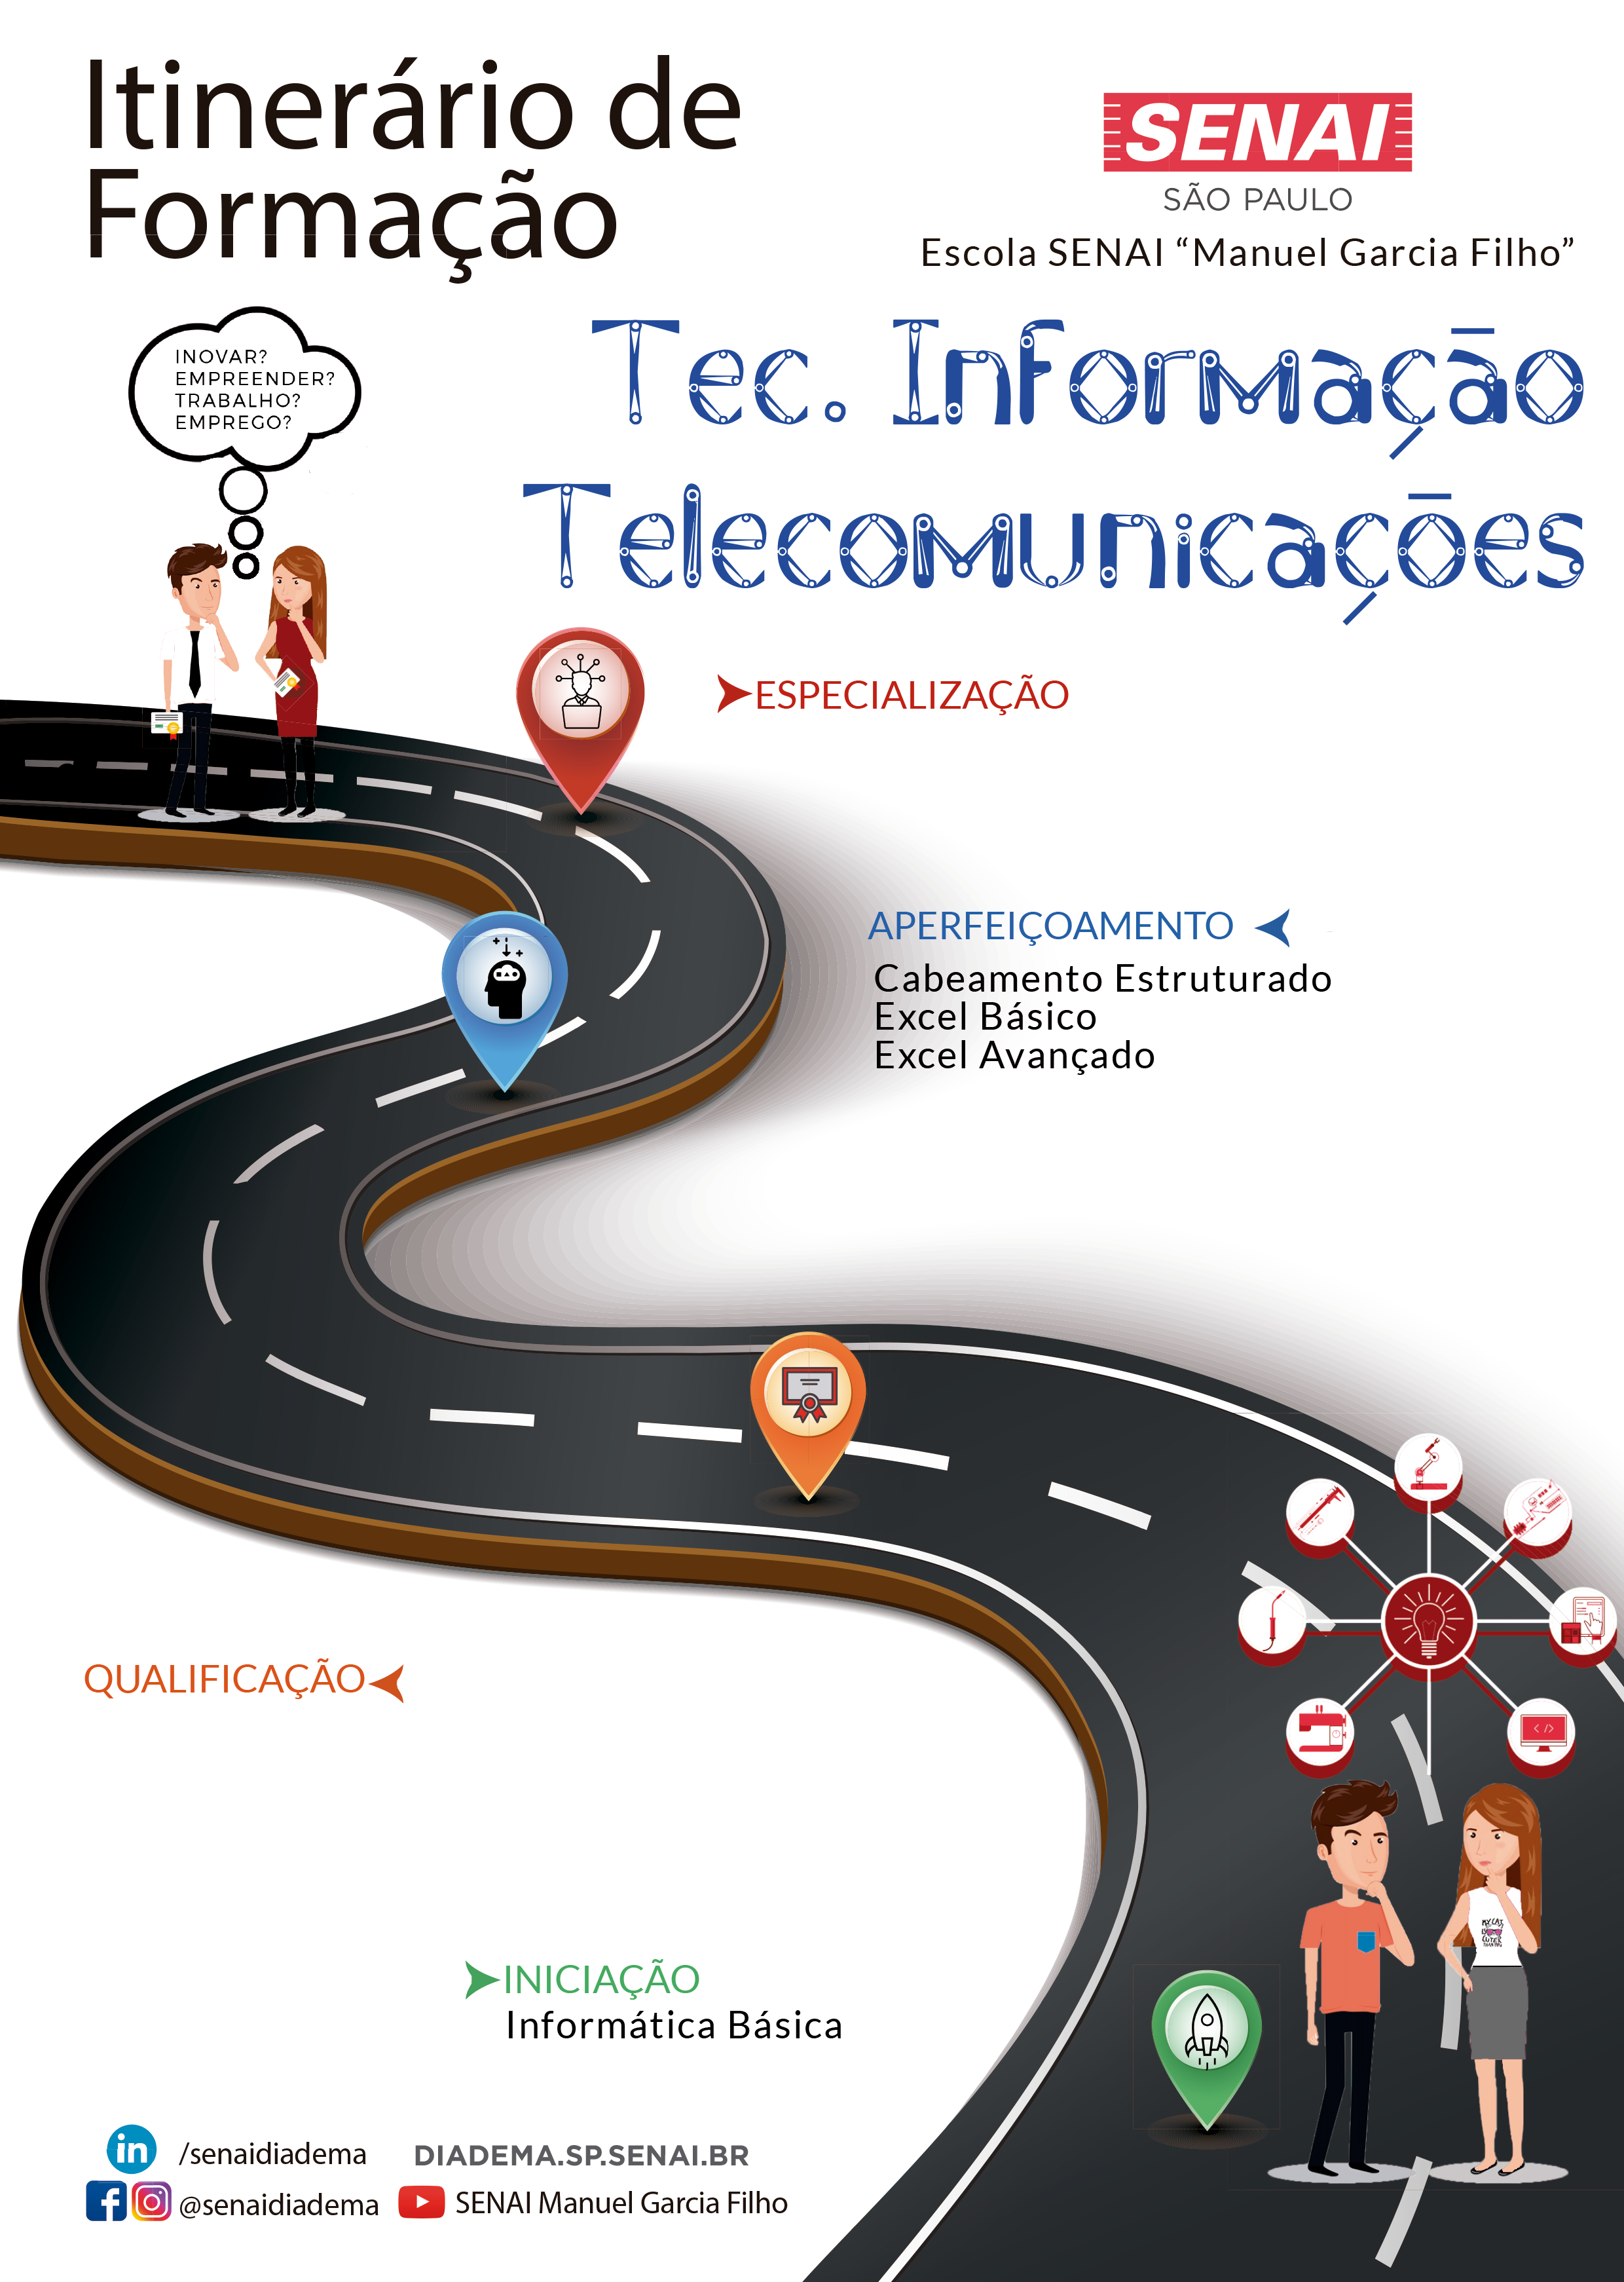 Itinerário de
Formação
SENAI
SÃO PAULO
Escola SENAI “Manuel Garcia Filho”
Tec. Informação
Telecomunicações
INOVAR?
EMPREENDER?
TRABALHO?
EMPREGO?
ESPECIALIZAÇÃO
APERFEIÇOAMENTO
Cabeamento Estruturado
Excel Básico
Excel Avançado
QUALIFICAÇÃO
INICIAÇÃO
Informática Básica
in /senaidiadema
DIADEMA.SP.SENAI.BR
@senaidiadema
SENAI Manuel Garcia Filho